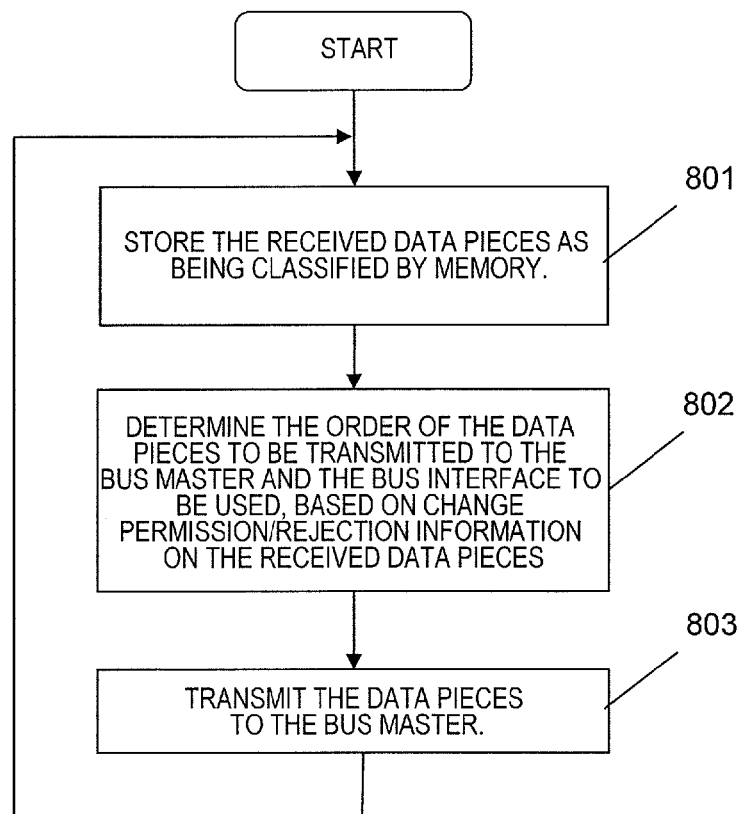 START
801
STORE THE RECEIVED DATA PIECES AS
BEING CLASSIFIED BY MEMORY.
802
DETERMINE THE ORDER OF THE DATA
PIECES TO BE TRANSMITTED TO THE
BUS MASTER AND THE BUS INTERFACE TO
BE USED, BASED ON CHANGE
PERMISSION/REJECTION INFORMATION
ON THE RECEIVED DATA PIECES
803
TRANSMIT THE DATA PIECES
TO THE BUS MASTER.